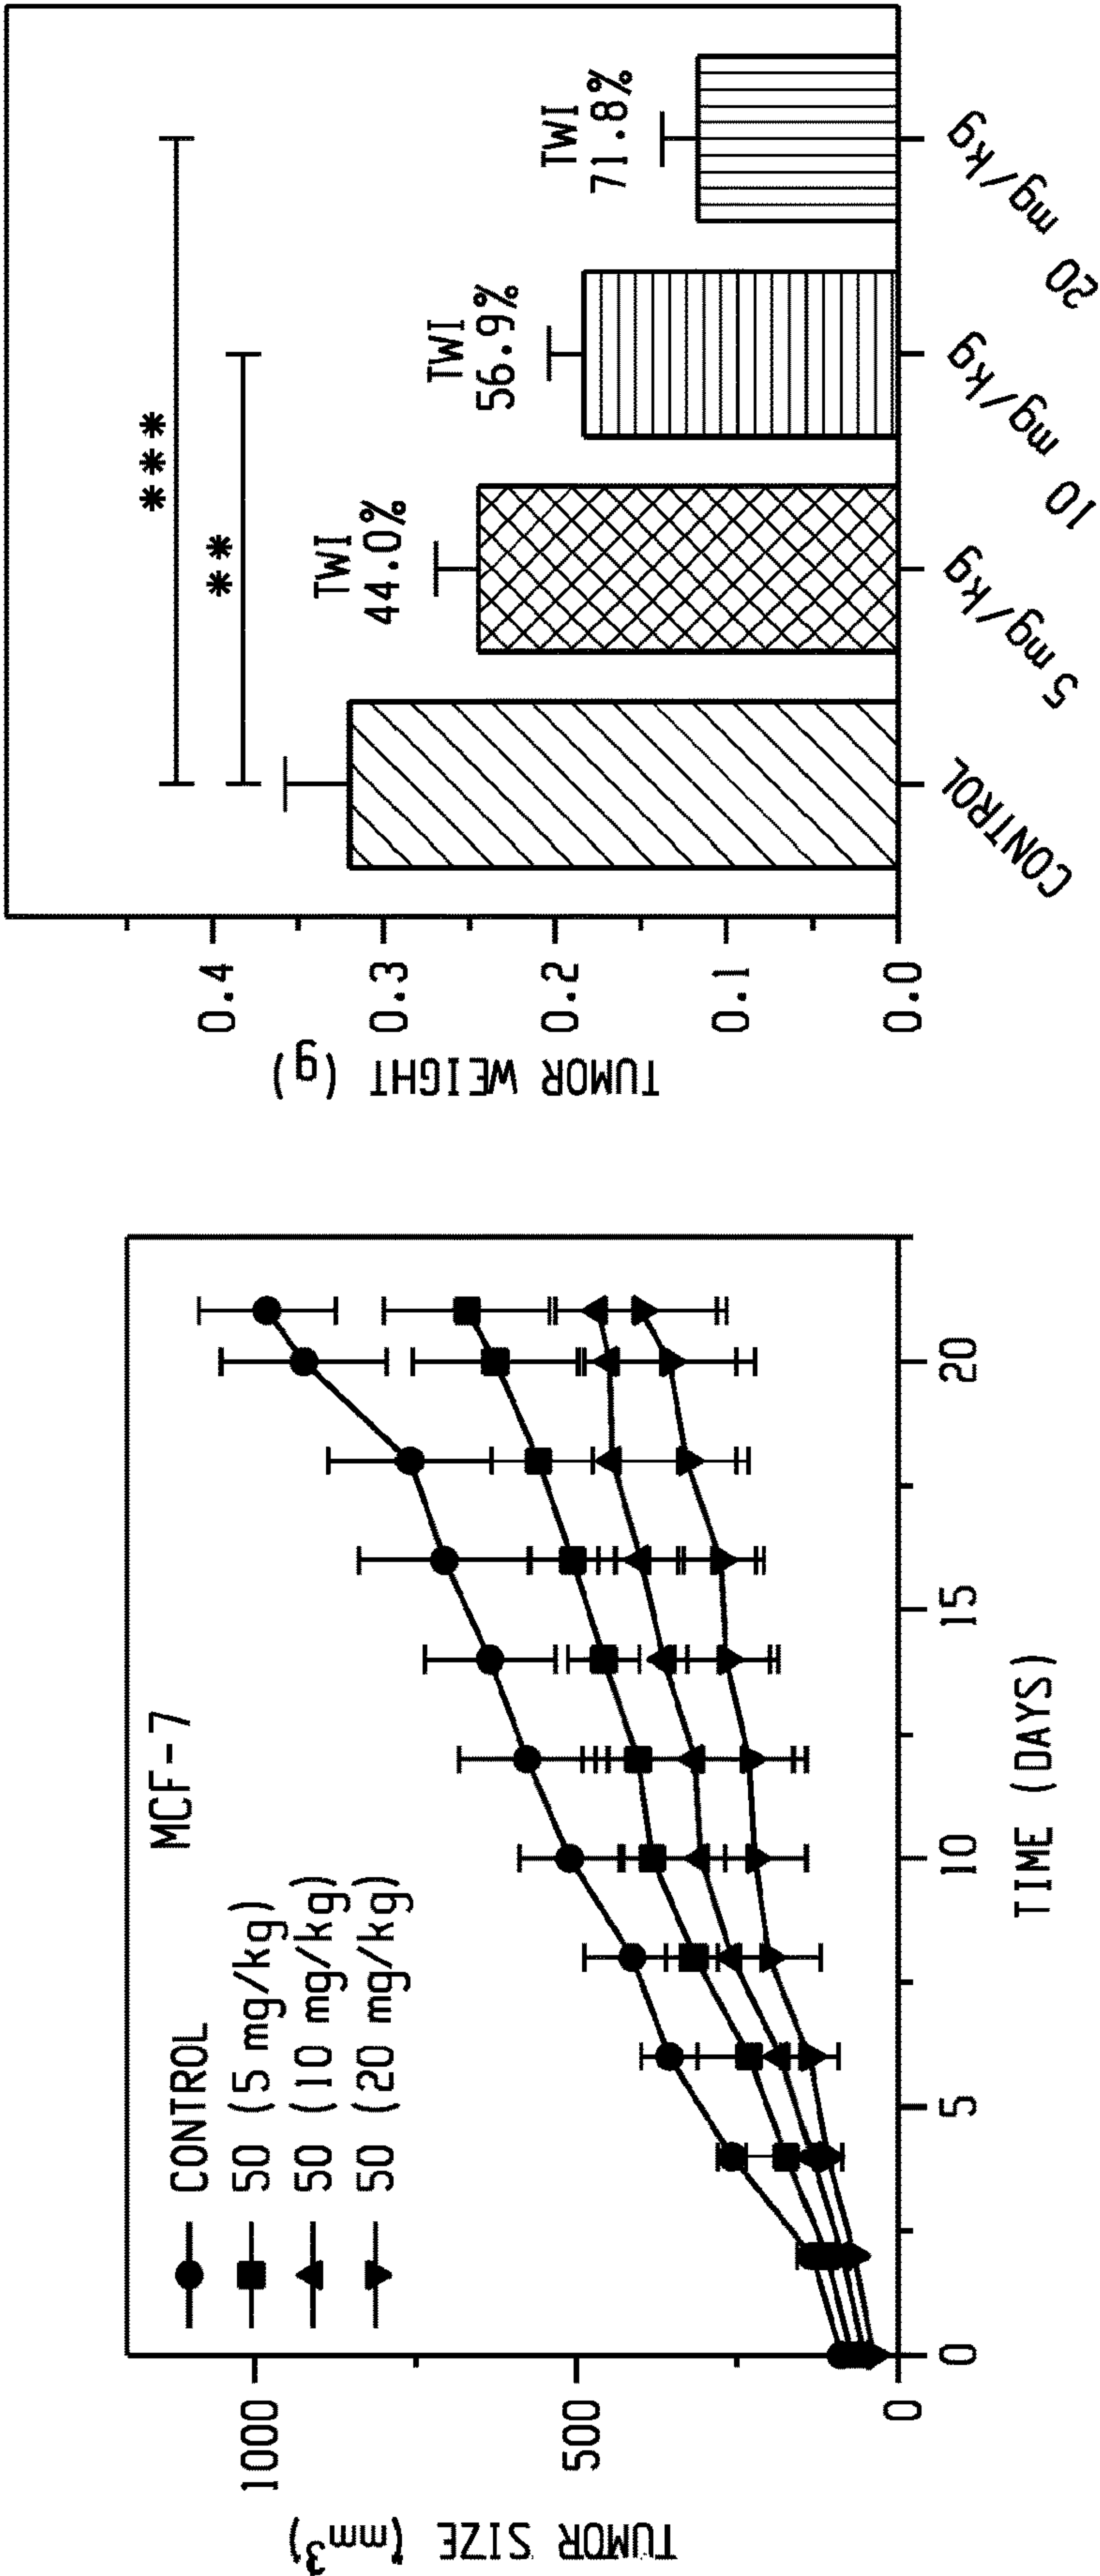 MCF-7
CONTROL
50 (5 mg/kg)
50 (10 mg/kg)
50 (20 mg/kg)
TUMOR SIZE (mm3)
1000
500
0
0
5
10
15
20
TIME (DAYS)
***
**
TWI
44.0%
TWI
56.9%
TWI
71.8%
TUMOR WEIGHT (g)
0.4
0.3
0.2
0.1
0.0
CONTROL
5 mg/kg
10 mg/kg
20 mg/kg